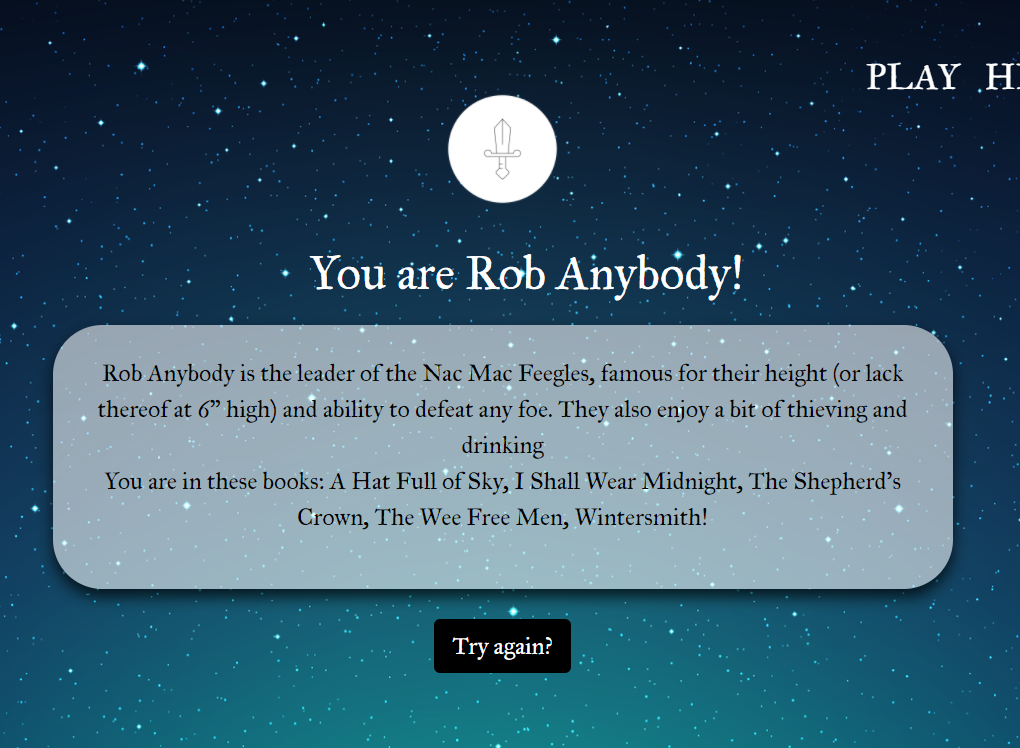 PLAY
You are Rob Anybody!
Rob Anybody is the leader of the Nac Mac Feegles, famous for their height (or lack
thereof at 6” high) and ability to defeat any foe. They also enjoy a bit of thieving and
drinking
You are in these books: A Hat Full of Sky, I Shall Wear Midnight, The Shepherd’s
Crown, The Wee Free Men, Wintersmith!
Try again?